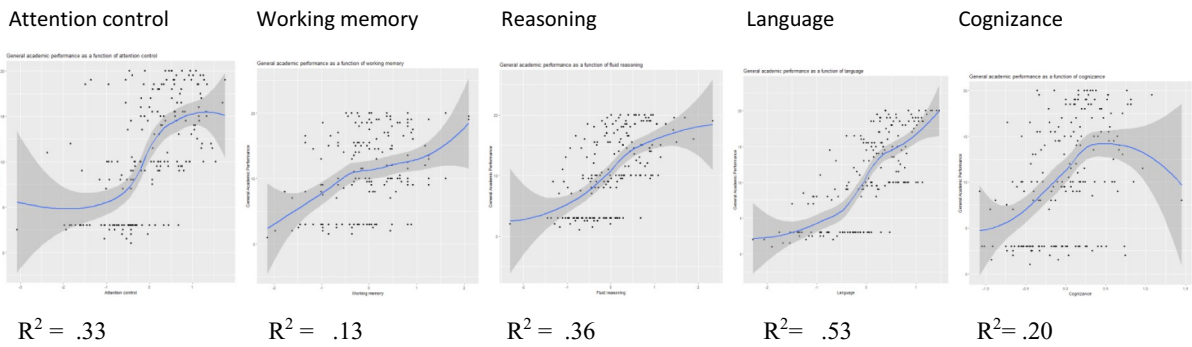 Attention control
Working memory
Reasoning
Language
Cognizance
General academic performance as a function of attention control
General academic performance as a function of working memory
General academic performance as a function of fluid reasoning
General academic performance as a function of language
General academic performance as a function of cognizance
General Academic Performance
General Academic Performance
General Academic Performance
General Academic Performance
General Academic Performance
Attention control
Working memory
Fluid reasoning
Language
Cognizance
R² = .33
R² = .13
R² = .36
R²= .53
R²= .20